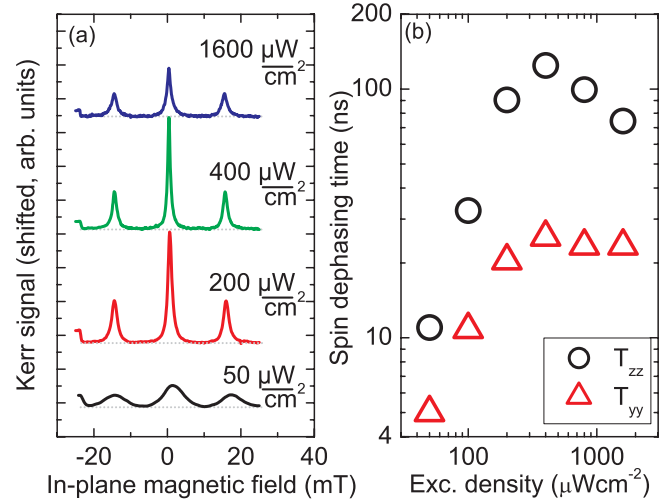 (a)
1600 µW
cm²
400 µW
cm²
200 µW
cm²
50 µW
cm²
Kerr signal (shifted, arb. units)
-20 0 20 40
In-plane magnetic field (mT)
(b)
200
100
10
4
Spin dephasing time (ns)
T_zz
T_yy
100 1000
Exc. density (µWcm⁻²)